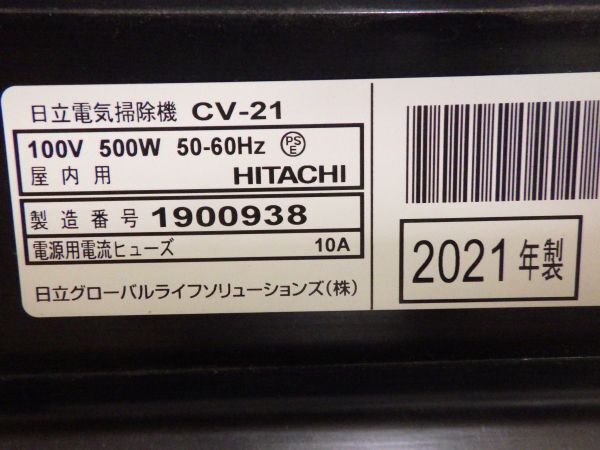 日立電気掃除機 CV-21
100V 500W 50-60Hz PSE
屋内用 HITACHI
製造番号 1900938
電源用電流ヒューズ 10A
日立グローバルライフソリューションズ(株)
2021年製